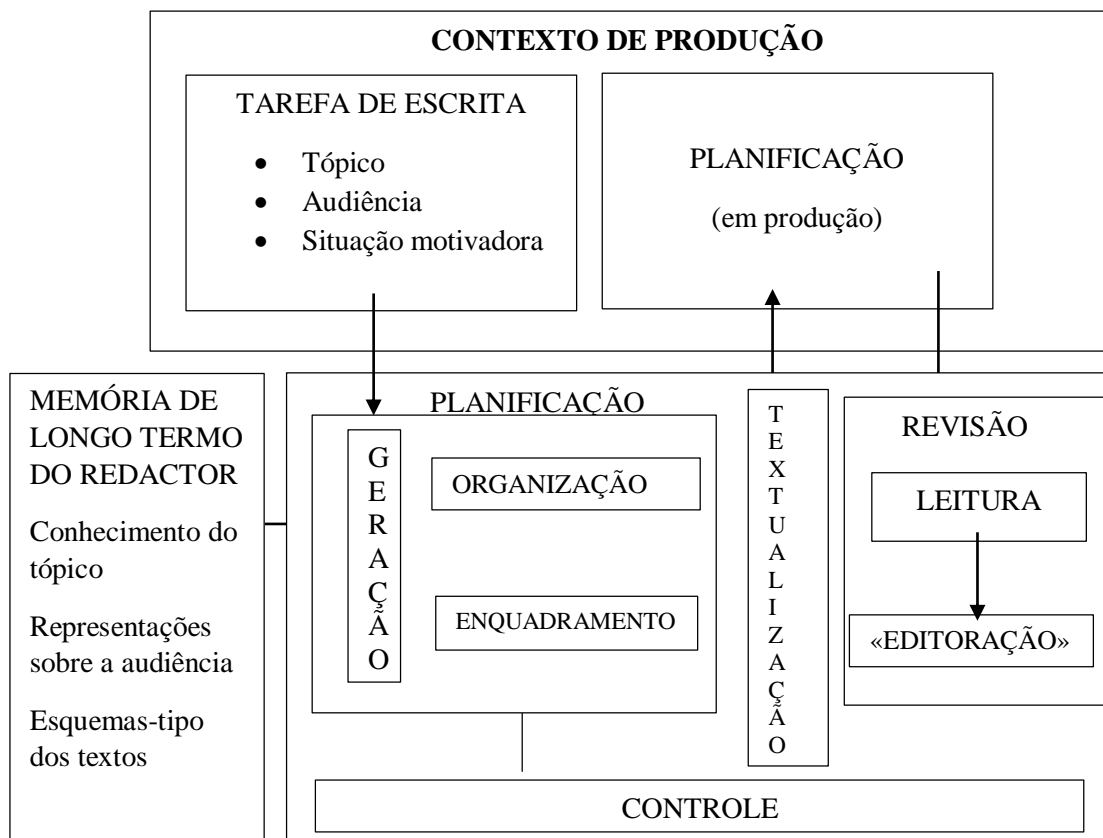 CONTEXTO DE PRODUÇÃO
TAREFA DE ESCRITA
• Tópico
• Audiência
• Situação motivadora
PLANIFICAÇÃO
(em produção)
MEMÓRIA DE
LONGO TERMO
DO REDACTOR
Conhecimento do
tópico
Representações
sobre a audiência
Esquemas-tipo
dos textos
PLANIFICAÇÃO
GERAÇÃO
ORGANIZAÇÃO
ENQUADRAMENTO
TEXTUALIZAÇÃO
REVISÃO
LEITURA
«EDITORAÇÃO»
CONTROLE